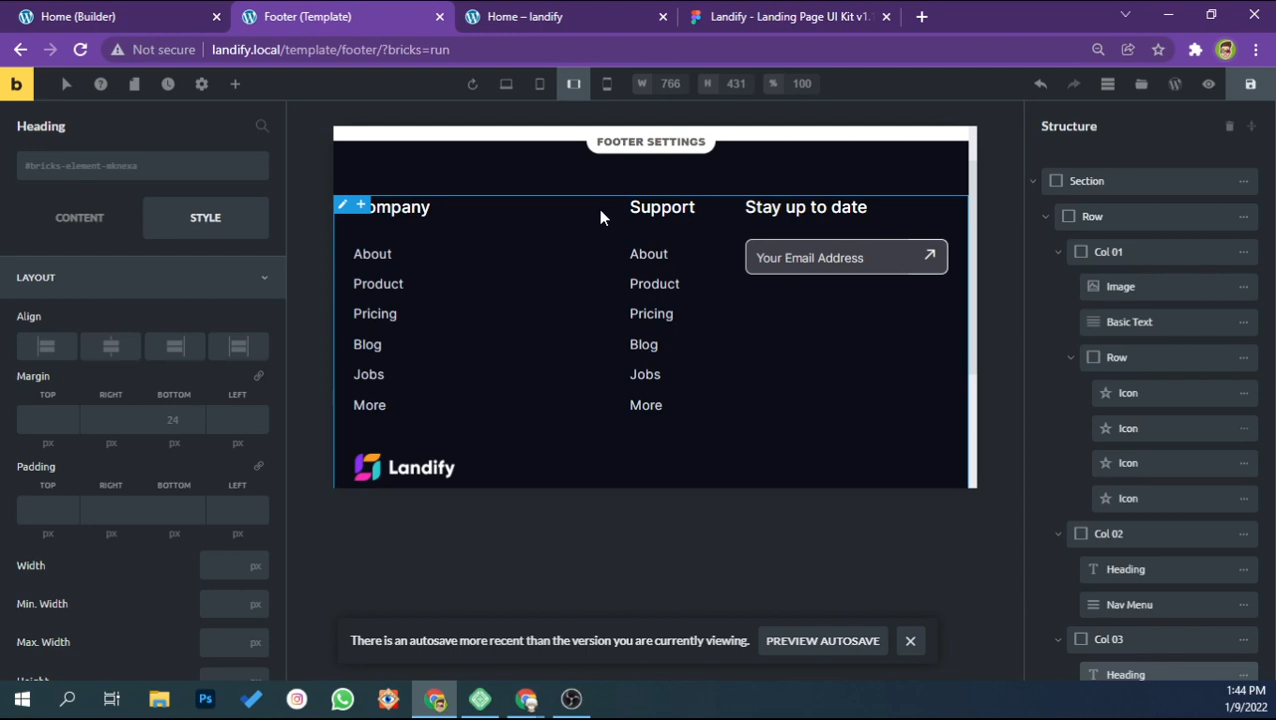 Home (Builder)
Footer (Template)
Home – landify
Landify - Landing Page UI Kit v1.
Not secure
landify.local/template/footer/?bricks=run
b
W 766
H 431
% 100
Heading
#bricks-element-mknexa
CONTENT
STYLE
LAYOUT
Align
Margin
TOP RIGHT BOTTOM LEFT
24
px px px px
Padding
TOP RIGHT BOTTOM LEFT
px px px px
Width px
Min. Width px
Max. Width px
FOOTER SETTINGS
ompany
Support
Stay up to date
About
Product
Pricing
Blog
Jobs
More
About
Product
Pricing
Blog
Jobs
More
Your Email Address
Landify
There is an autosave more recent than the version you are currently viewing.
PREVIEW AUTOSAVE
Structure
Section
Row
Col 01
Image
Basic Text
Row
Icon
Icon
Icon
Icon
Col 02
Heading
Nav Menu
Col 03
Heading
Ps
1:44 PM
1/9/2022